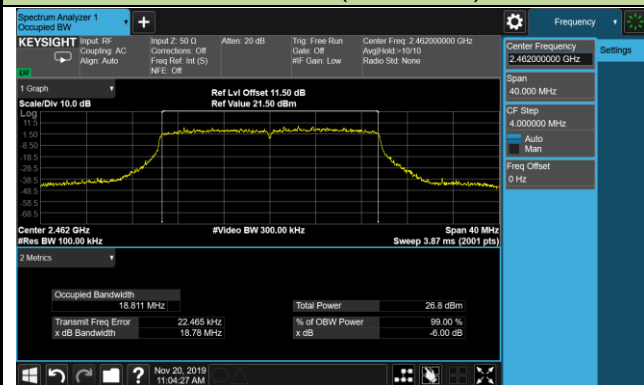 Spectrum Analyzer 1
Occupied BW
Frequency
KEYSIGHT
Input: RF
Coupling: AC
Align: Auto
Input Z: 50 Ω
Corrections: Off
Freq Ref: Int (S)
NFE: Off
Atten: 20 dB
Trig: Free Run
Gate: Off
#IF Gain: Low
Center Freq: 2.462000000 GHz
Avg|Hold:>10/10
Radio Std: None
LXI
Center Frequency
2.462000000 GHz
Settings
Span
40.000 MHz
CF Step
4.000000 MHz
Auto
Man
Freq Offset
0 Hz
1 Graph
Scale/Div 10.0 dB
Ref Lvl Offset 11.50 dB
Ref Value 21.50 dBm
Log
11.5
1.50
-8.50
-18.5
-28.5
-38.5
-48.5
-58.5
-68.5
Center 2.462 GHz
#Video BW 300.00 kHz
Span 40 MHz
#Res BW 100.00 kHz
Sweep 3.87 ms (2001 pts)
2 Metrics
Occupied Bandwidth
18.811 MHz
Total Power
26.8 dBm
Transmit Freq Error
22.465 kHz
% of OBW Power
99.00 %
x dB Bandwidth
18.78 MHz
x dB
-6.00 dB
?
Nov 20, 2019
11:04:27 AM